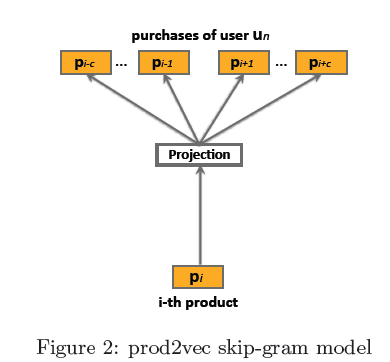 purchases of user uₙ
pᵢ-c ... pᵢ-1 pᵢ+1 ... pᵢ+c
Projection
pᵢ
i-th product
Figure 2: prod2vec skip-gram model